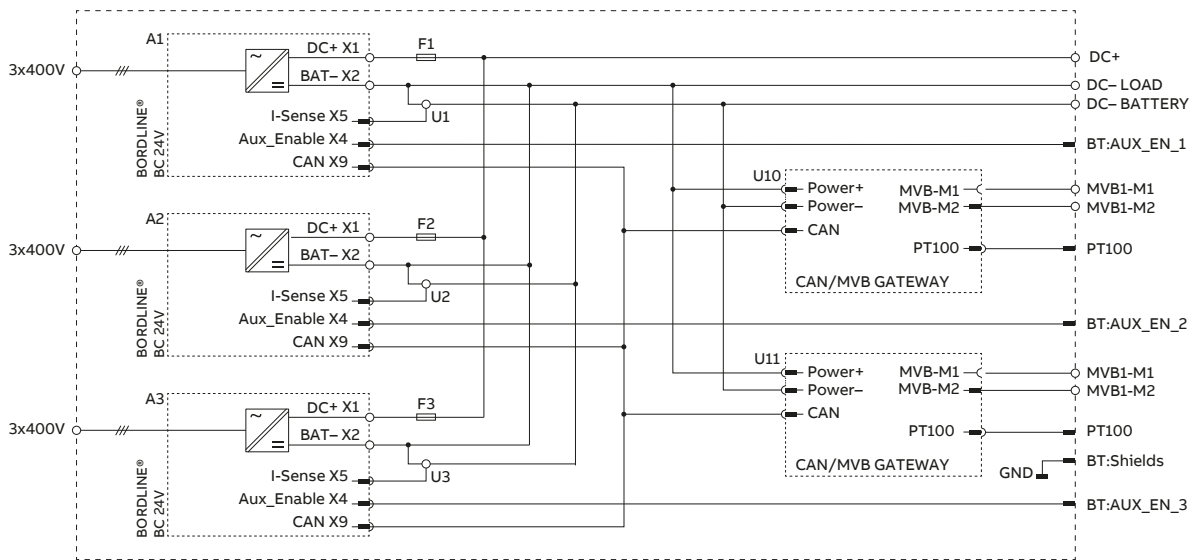 A1
3x400V
BORDLINE®
BC 24V
~
=
DC+ X1
F1
BAT– X2
I-Sense X5
U1
Aux_Enable X4
CAN X9
DC+
DC– LOAD
DC– BATTERY
BT:AUX_EN_1
U10
Power+
Power–
CAN
MVB-M1
MVB-M2
PT100
CAN/MVB GATEWAY
MVB1-M1
MVB1-M2
PT100
A2
3x400V
BORDLINE®
BC 24V
~
=
DC+ X1
F2
BAT– X2
I-Sense X5
U2
Aux_Enable X4
CAN X9
BT:AUX_EN_2
U11
Power+
Power–
CAN
MVB-M1
MVB-M2
PT100
CAN/MVB GATEWAY
MVB1-M1
MVB1-M2
PT100
A3
3x400V
BORDLINE®
BC 24V
~
=
DC+ X1
F3
BAT– X2
I-Sense X5
U3
Aux_Enable X4
CAN X9
GND
BT:Shields
BT:AUX_EN_3